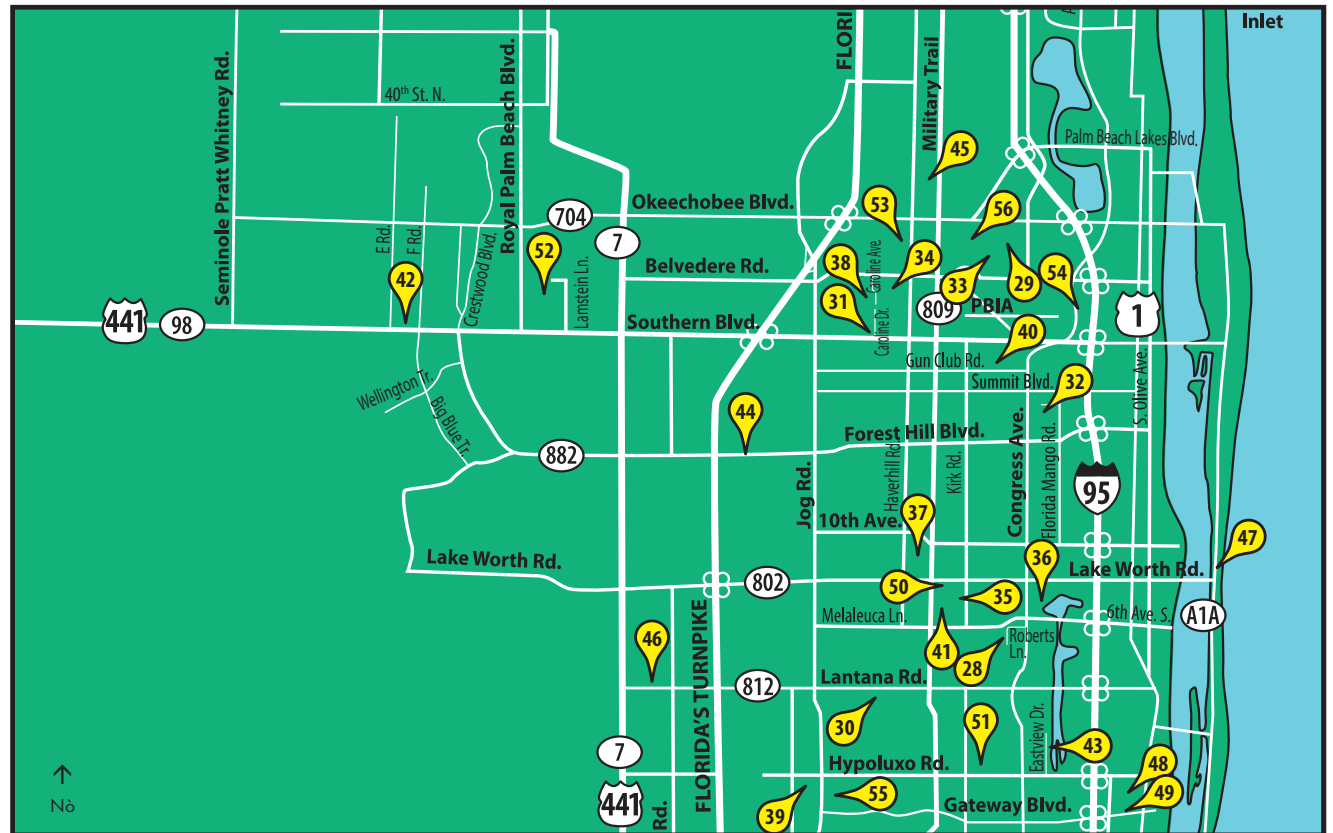 Inlet
FLORI
Military Trail
Seminole Pratt Whitney Rd.
Royal Palm Beach Blvd.
40th St. N.
45
Palm Beach Lakes Blvd.
53
56
Okeechobee Blvd.
704
7
E Rd.
F Rd.
Crestwood Blvd.
52
Lamstein Ln.
42
Belvedere Rd.
38
Caroline Ave.
34
33
29
54
31
Caroline Dr.
809
PBIA
441
98
Southern Blvd.
1
40
Gun Club Rd.
Summit Blvd.
32
S. Olive Ave.
Wellington Tr.
Big Blue Tr.
44
Forest Hill Blvd.
882
Haverhill Rd.
Kirk Rd.
Congress Ave.
Florida Mango Rd.
95
Jog Rd.
10th Ave.
37
47
Lake Worth Rd.
802
36
Lake Worth Rd.
50
35
Melaleuca Ln.
6th Ave. S.
A1A
46
41
28
Roberts
Ln.
FLORIDA'S TURNPIKE
812
Lantana Rd.
30
51
Eastview Dr.
43
7
Hypoluxo Rd.
48
49
441
Rd.
39
55
Gateway Blvd.
Nò